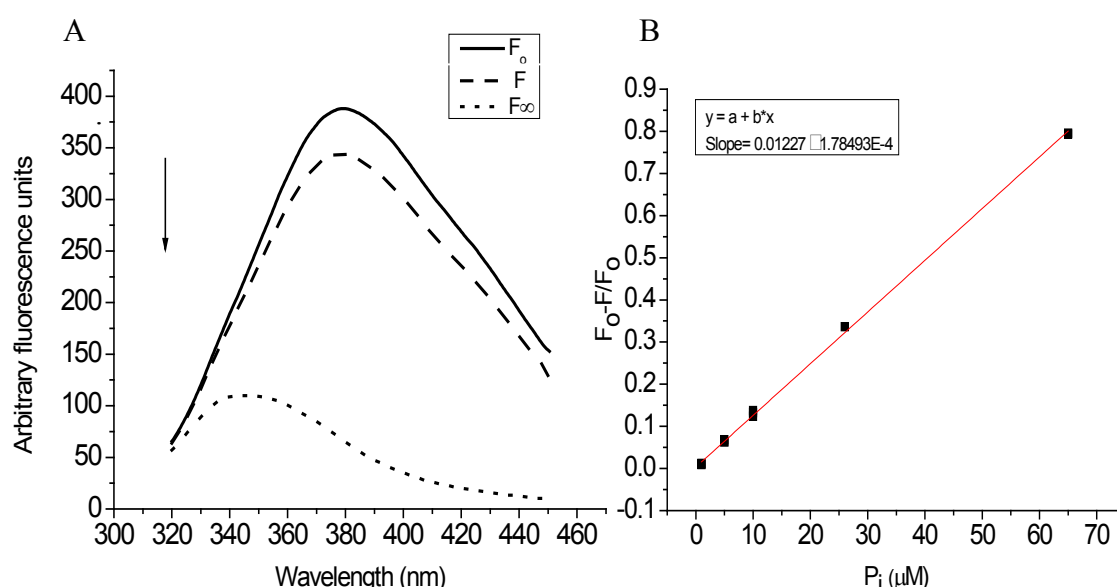 A
F₀
F
F∞
Arbitrary fluorescence units
400
350
300
250
200
150
100
50
0
300 320 340 360 380 400 420 440 460
Wavelength (nm)
B
y = a + b*x
Slope= 0.01227 □1.78493E-4
F₀-F/F₀
0.9
0.8
0.7
0.6
0.5
0.4
0.3
0.2
0.1
0.0
-0.1
0 10 20 30 40 50 60 70
Pᵢ (µM)